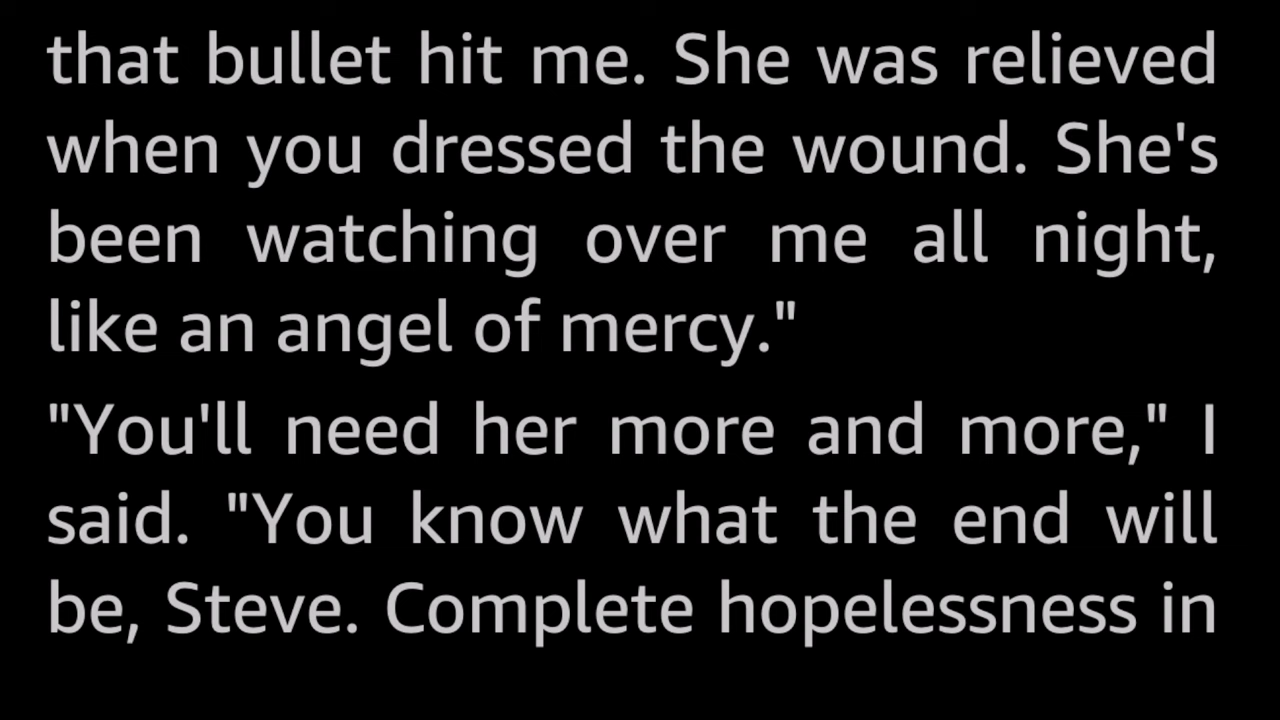 that bullet hit me. She was relieved
when you dressed the wound. She's
been watching over me all night,
like an angel of mercy."
"You'll need her more and more," I
said. "You know what the end will
be, Steve. Complete hopelessness in